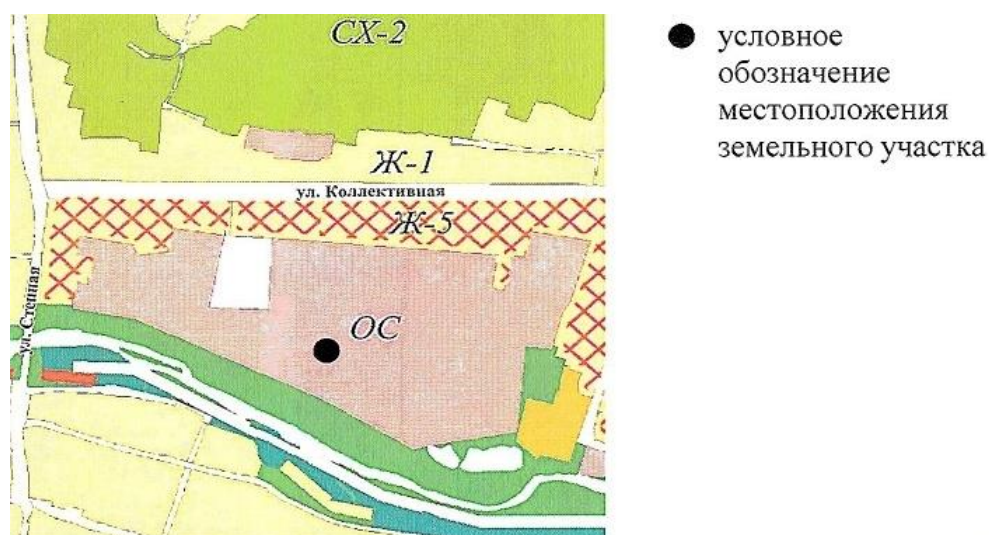 СХ-2
Ж-1
ул. Коллективная
Ж-5
ул. Степная
ОС
условное
обозначение
местоположения
земельного участка